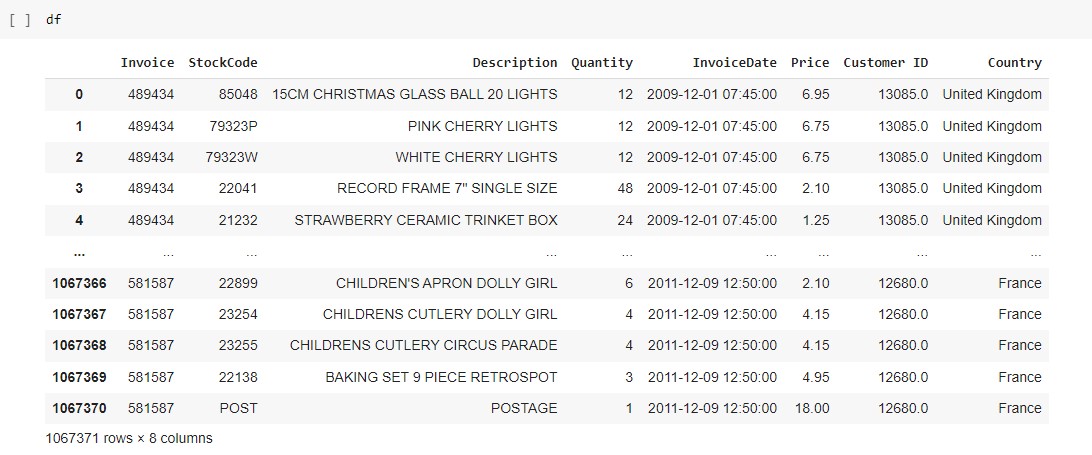 [ ] df
Invoice StockCode Description Quantity InvoiceDate Price Customer ID Country
0 489434 85048 15CM CHRISTMAS GLASS BALL 20 LIGHTS 12 2009-12-01 07:45:00 6.95 13085.0 United Kingdom
1 489434 79323P PINK CHERRY LIGHTS 12 2009-12-01 07:45:00 6.75 13085.0 United Kingdom
2 489434 79323W WHITE CHERRY LIGHTS 12 2009-12-01 07:45:00 6.75 13085.0 United Kingdom
3 489434 22041 RECORD FRAME 7" SINGLE SIZE 48 2009-12-01 07:45:00 2.10 13085.0 United Kingdom
4 489434 21232 STRAWBERRY CERAMIC TRINKET BOX 24 2009-12-01 07:45:00 1.25 13085.0 United Kingdom
... ... ... ... ... ... ... ... ...
1067366 581587 22899 CHILDREN'S APRON DOLLY GIRL 6 2011-12-09 12:50:00 2.10 12680.0 France
1067367 581587 23254 CHILDRENS CUTLERY DOLLY GIRL 4 2011-12-09 12:50:00 4.15 12680.0 France
1067368 581587 23255 CHILDRENS CUTLERY CIRCUS PARADE 4 2011-12-09 12:50:00 4.15 12680.0 France
1067369 581587 22138 BAKING SET 9 PIECE RETROSPOT 3 2011-12-09 12:50:00 4.95 12680.0 France
1067370 581587 POST POSTAGE 1 2011-12-09 12:50:00 18.00 12680.0 France
1067371 rows × 8 columns